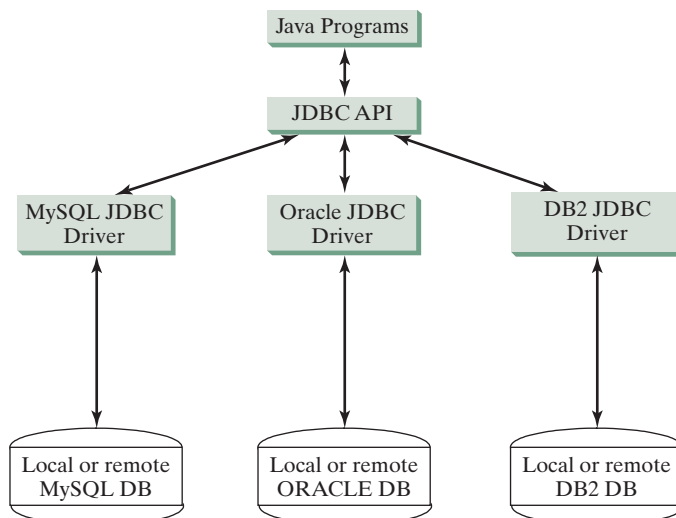 Java Programs
JDBC API
MySQL JDBC
Driver
Oracle JDBC
Driver
DB2 JDBC
Driver
Local or remote
MySQL DB
Local or remote
ORACLE DB
Local or remote
DB2 DB